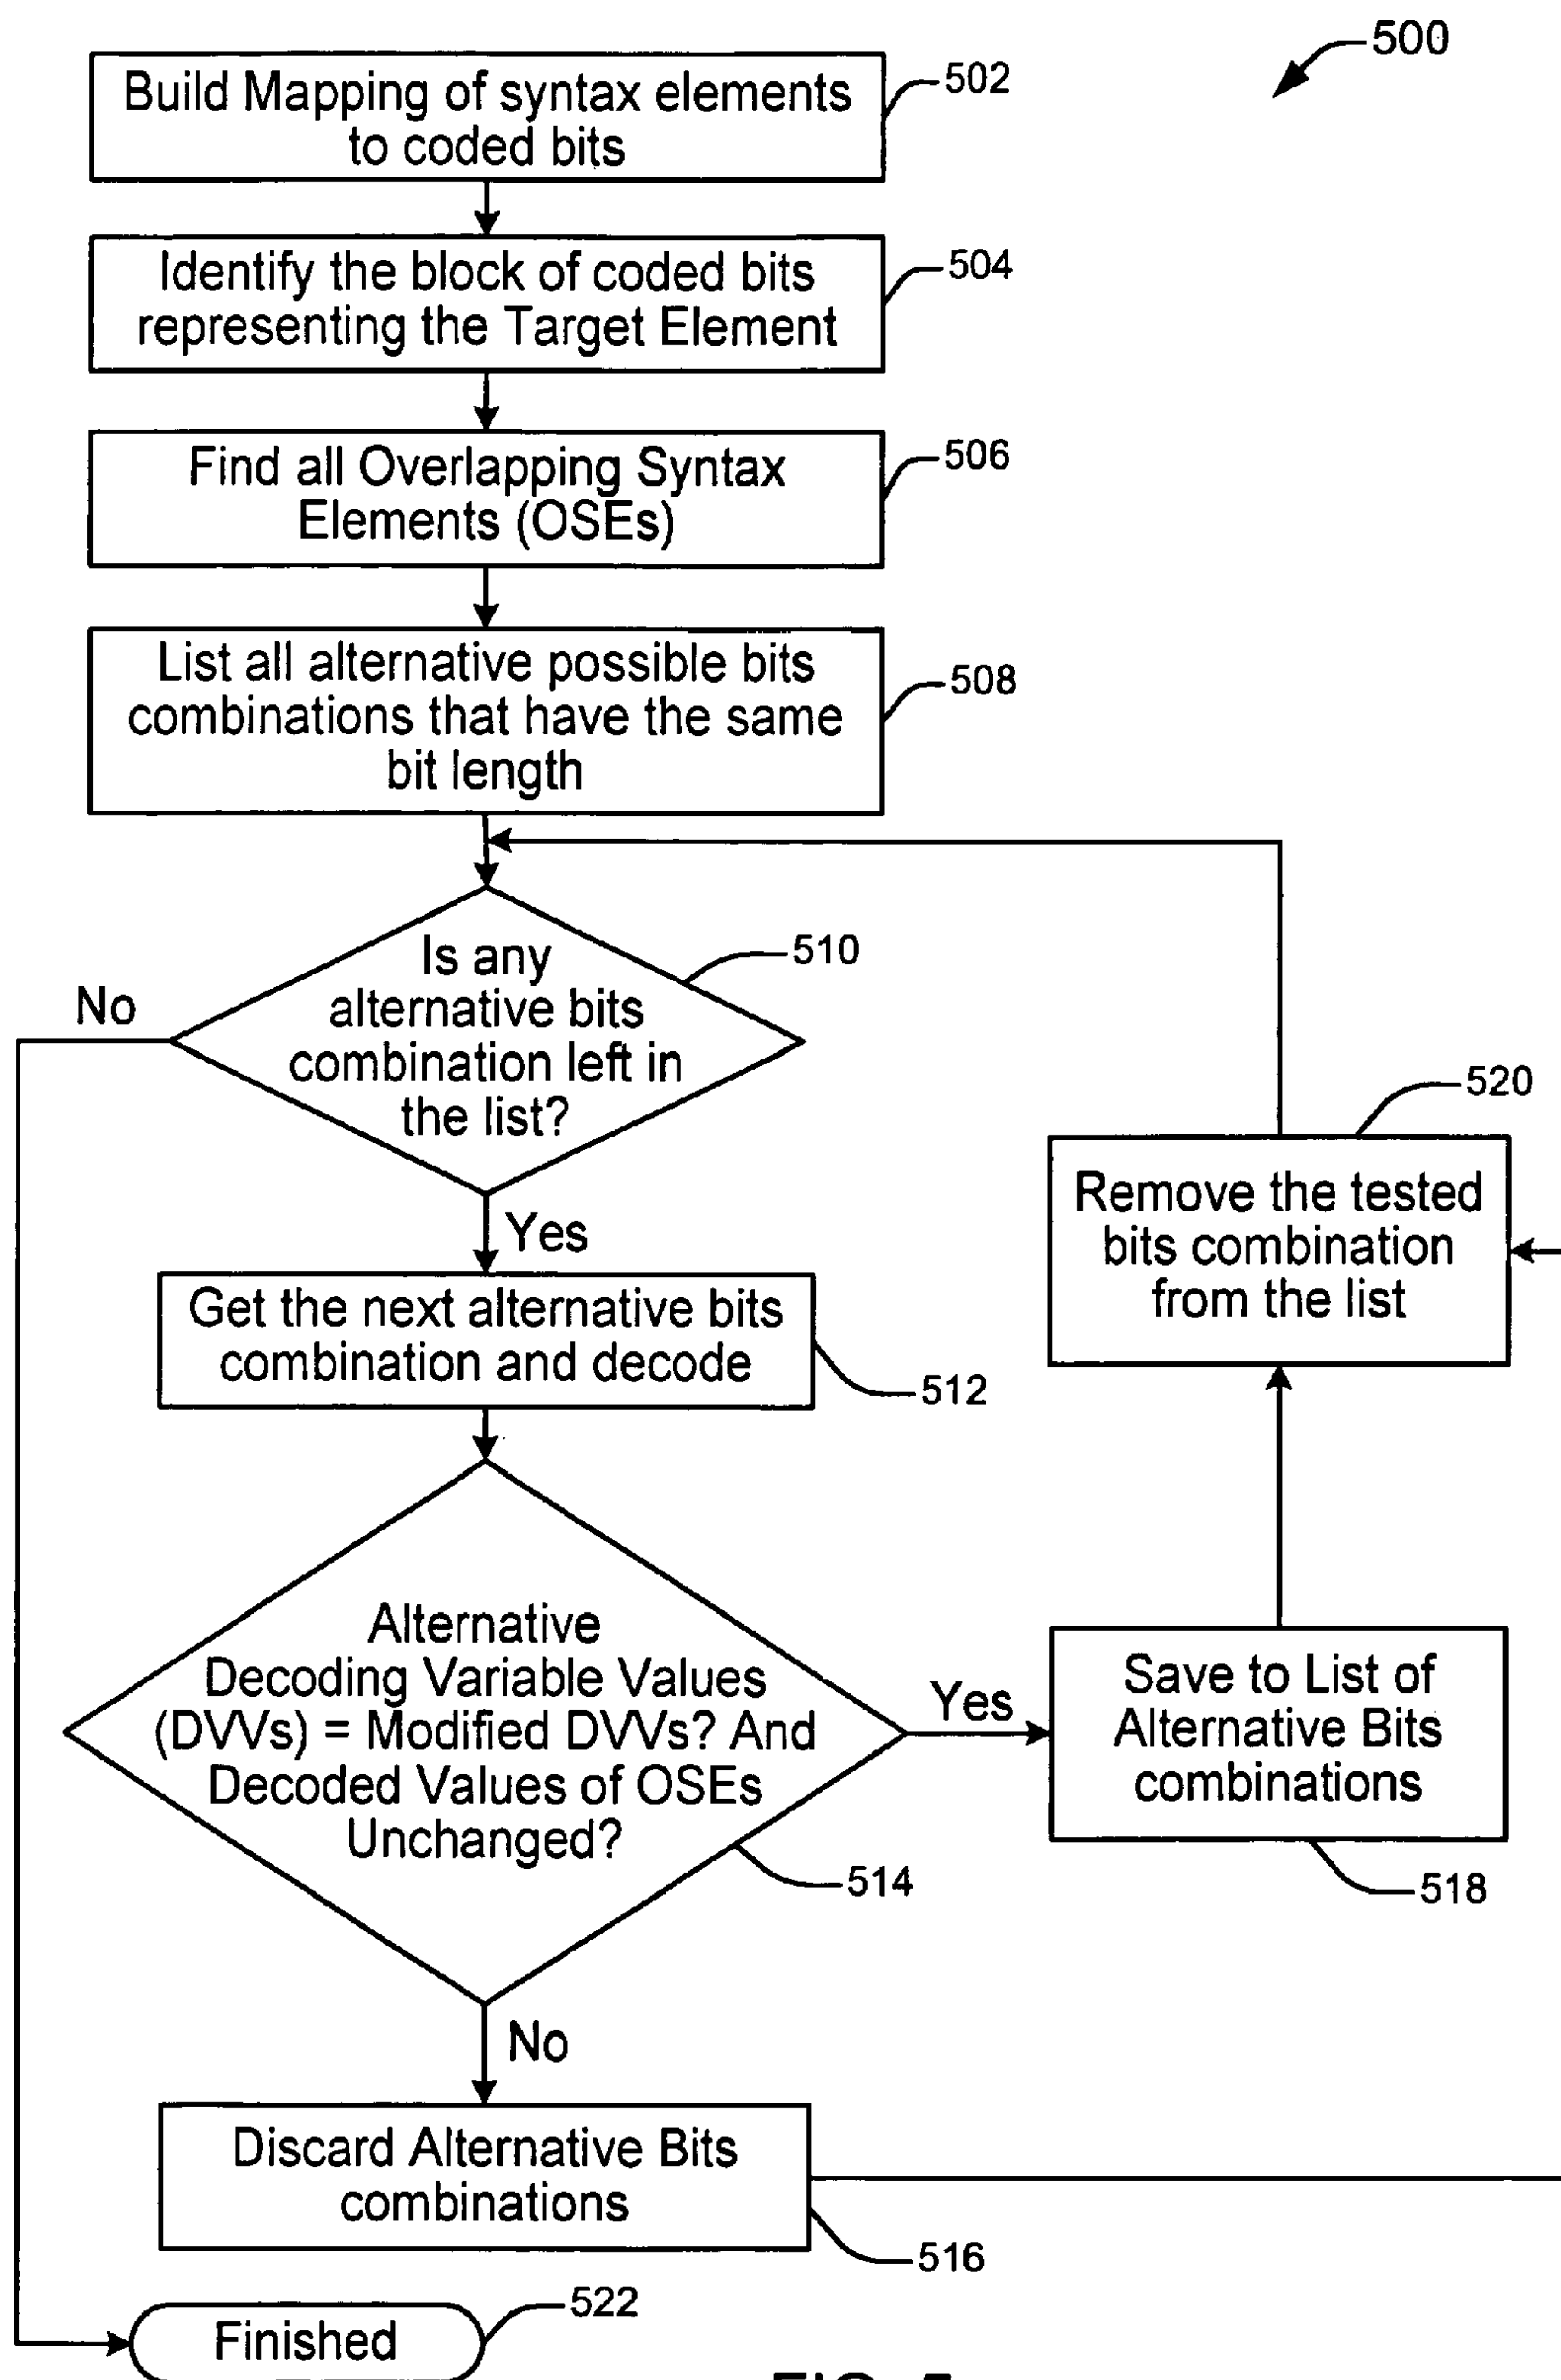 500
Build Mapping of syntax elements
to coded bits
502
Identify the block of coded bits
representing the Target Element
504
Find all Overlapping Syntax
Elements (OSEs)
506
List all alternative possible bits
combinations that have the same
bit length
508
Is any
alternative bits
combination left in
the list?
510
No
Yes
Remove the tested
bits combination
from the list
520
Get the next alternative bits
combination and decode
512
Alternative
Decoding Variable Values
(DVVs) = Modified DVVs? And
Decoded Values of OSEs
Unchanged?
514
Yes
Save to List of
Alternative Bits
combinations
518
No
Discard Alternative Bits
combinations
516
Finished
522